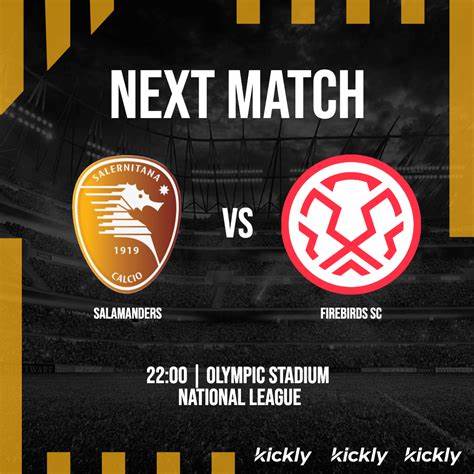 NEXT MATCH
SALERNITANA
1919
CALCIO
VS
SALAMANDERS
FIREBIRDS SC
22:00 | OLYMPIC STADIUM
NATIONAL LEAGUE
kickly kickly kickly